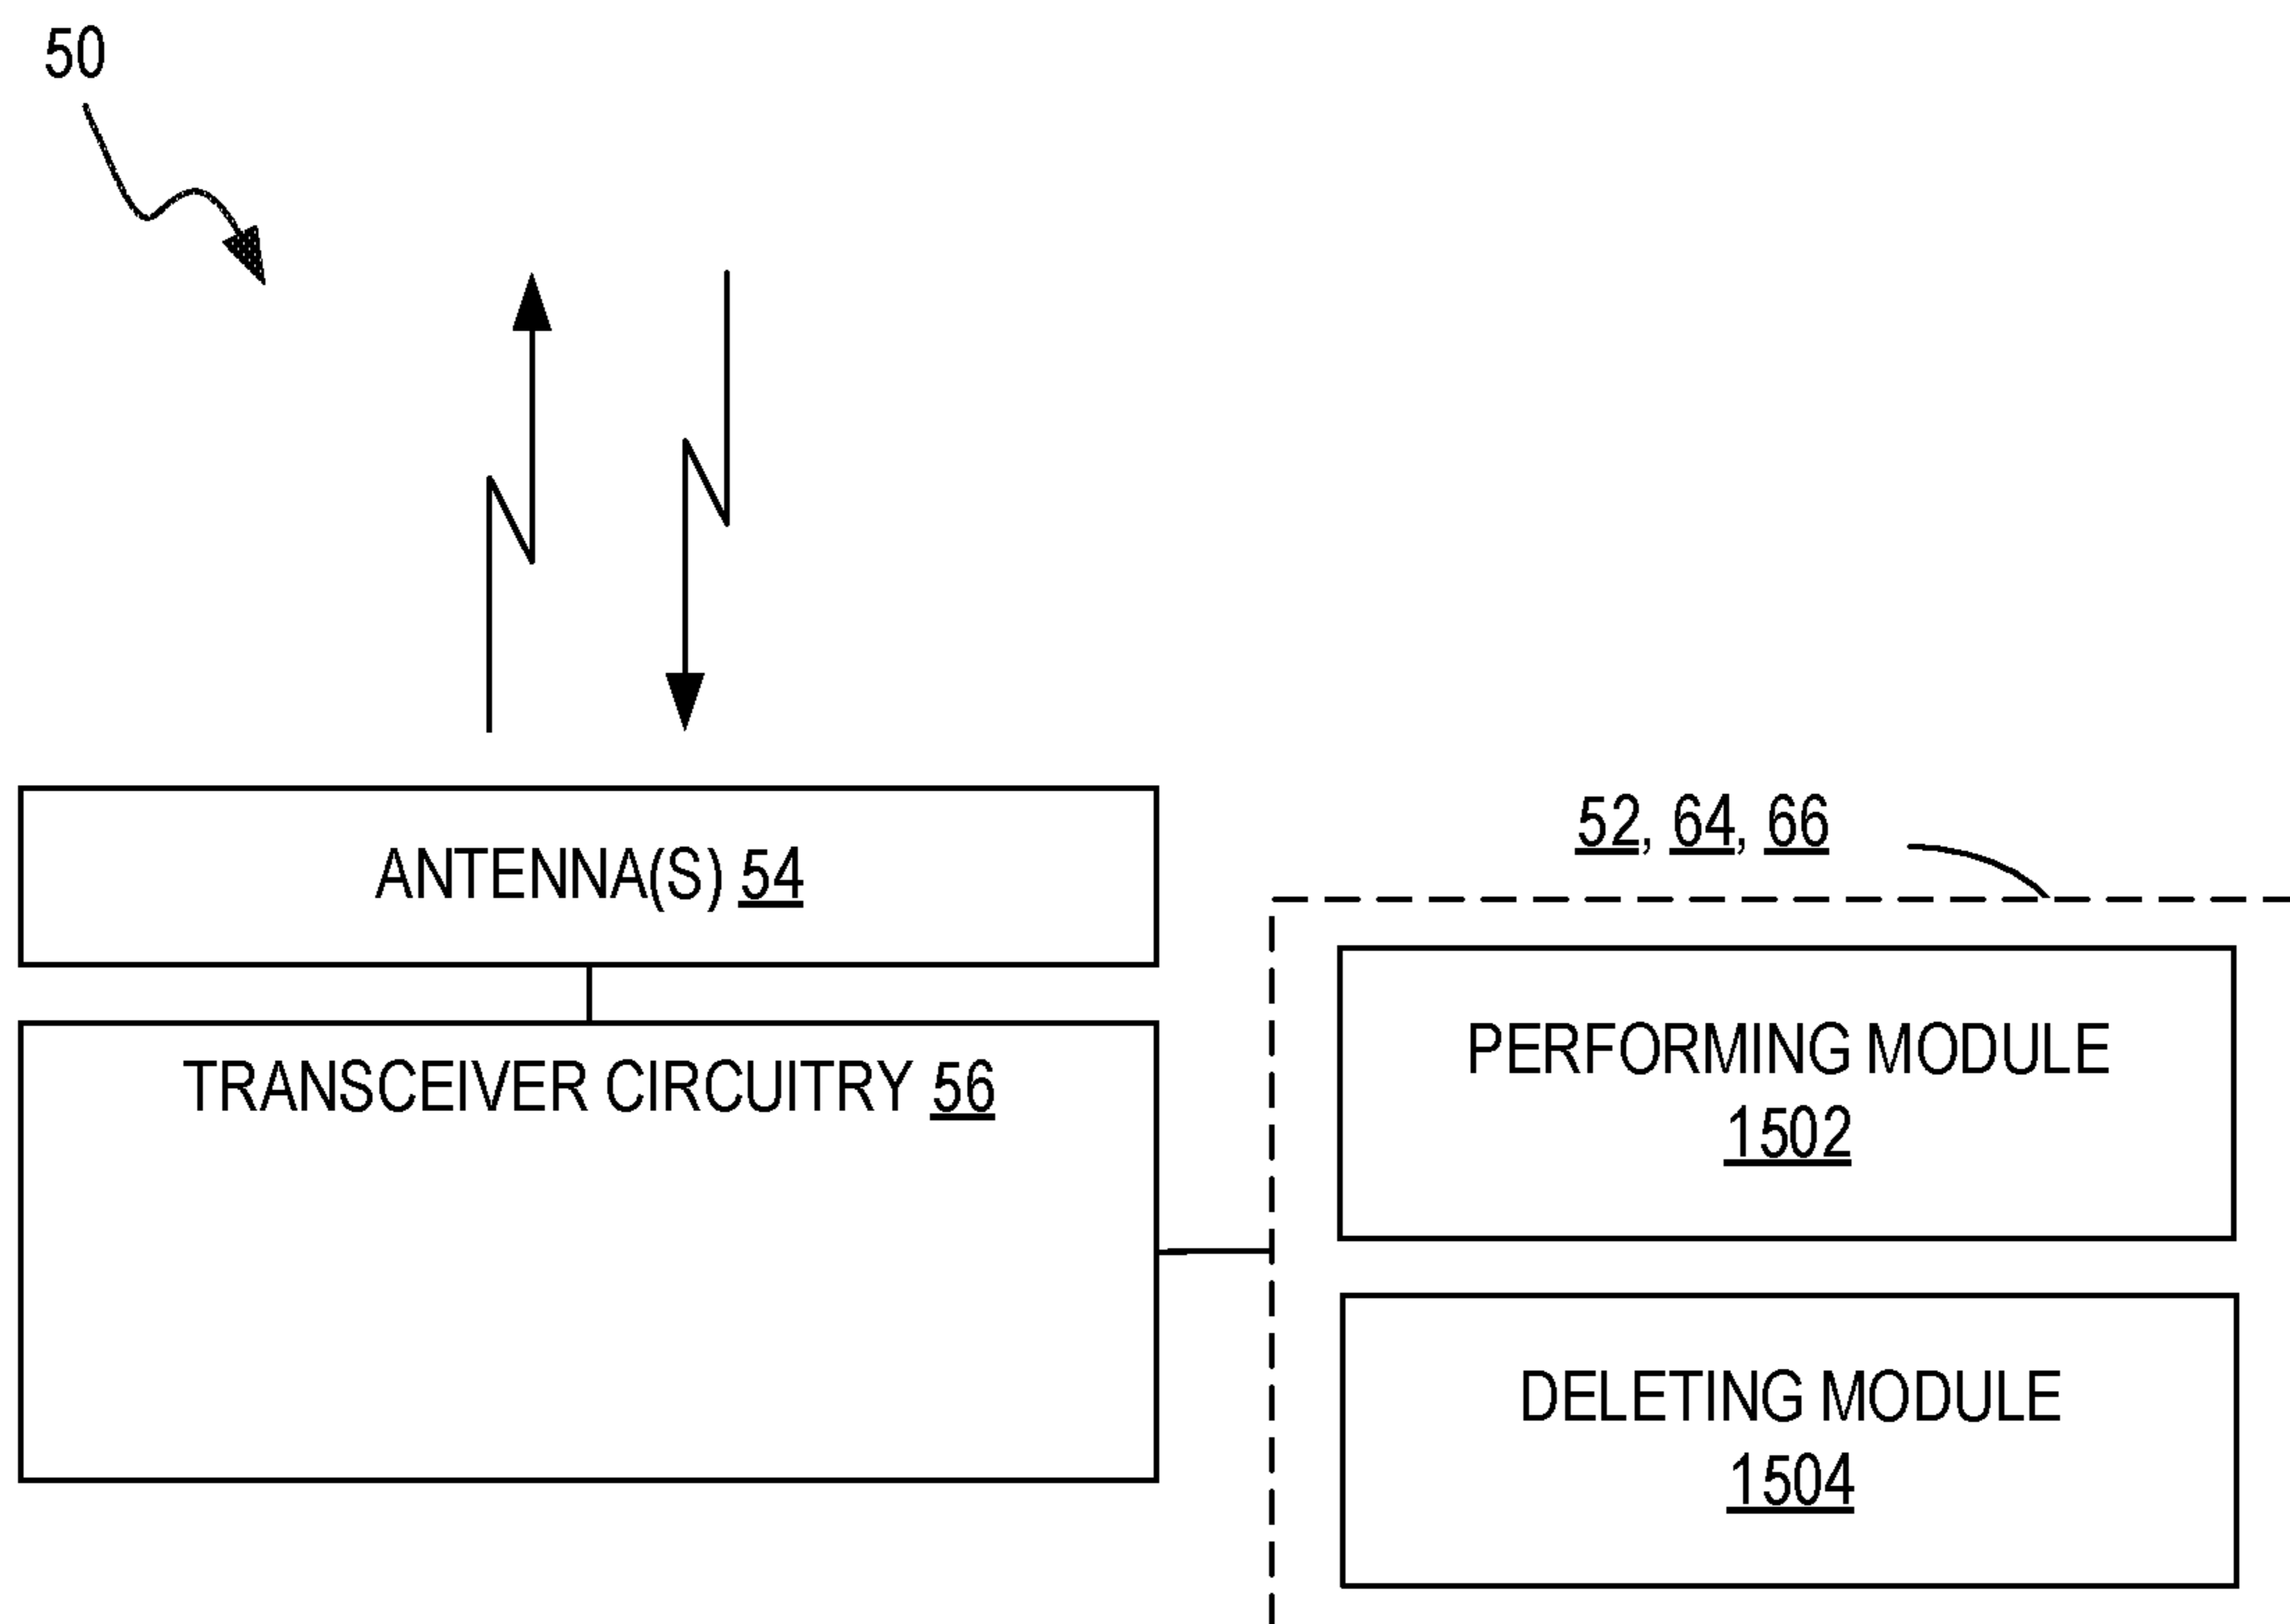 50
ANTENNA(S) 54
52, 64, 66
TRANSCEIVER CIRCUITRY 56
PERFORMING MODULE
1502
DELETING MODULE
1504